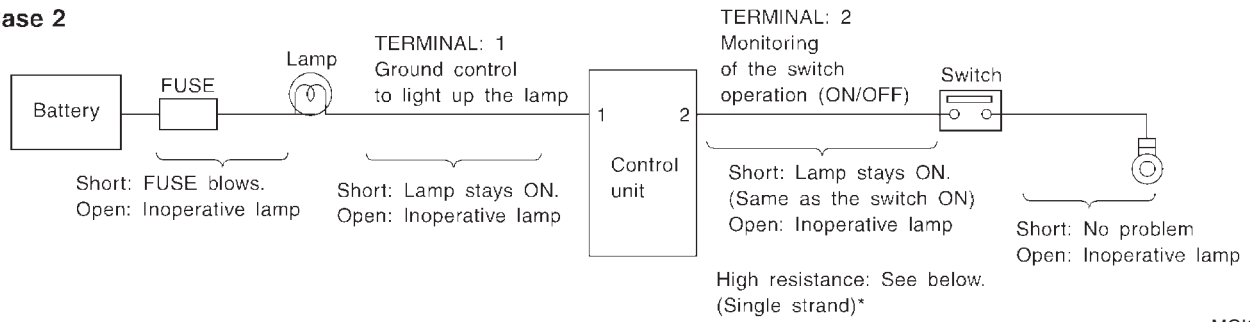 ase 2
Battery
FUSE
Lamp
TERMINAL: 1
Ground control
to light up the lamp
1
2
Control
unit
TERMINAL: 2
Monitoring
of the switch
operation (ON/OFF)
Switch
Short: FUSE blows.
Open: Inoperative lamp
Short: Lamp stays ON.
Open: Inoperative lamp
Short: Lamp stays ON.
(Same as the switch ON)
Open: Inoperative lamp
High resistance: See below.
(Single strand)*
Short: No problem
Open: Inoperative lamp